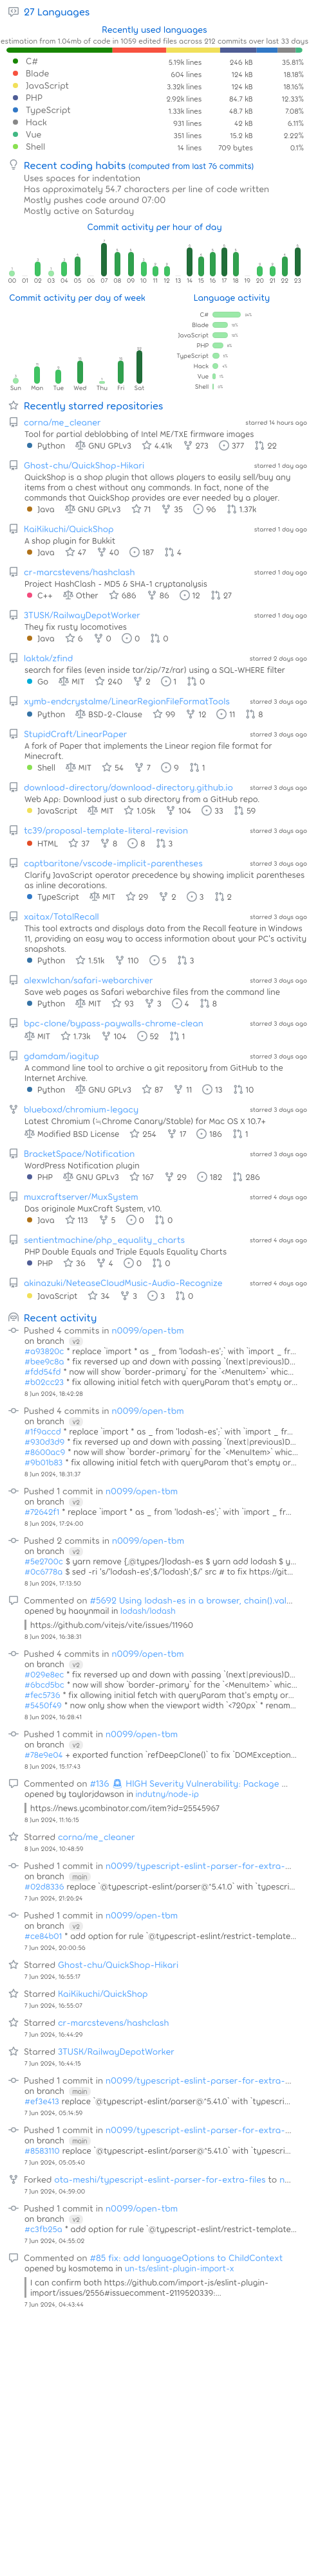 27 Languages
Recently used languages
estimation from 1.04mb of code in 1059 edited files across 212 commits over last 33 days
C# 5.19k lines 246 kB 35.81%
Blade 604 lines 124 kB 18.18%
JavaScript 3.32k lines 124 kB 18.16%
PHP 2.92k lines 84.7 kB 12.33%
TypeScript 1.33k lines 48.7 kB 7.08%
Hack 931 lines 42 kB 6.11%
Vue 351 lines 15.2 kB 2.22%
Shell 14 lines 709 bytes 0.1%
Recent coding habits (computed from last 76 commits)
Uses spaces for indentation
Has approximately 54.7 characters per line of code written
Mostly pushes code around 07:00
Mostly active on Saturday
Commit activity per hour of day
00 01 02 03 04 05 06 07 08 09 10 11 12 13 14 15 16 17 18 19 20 21 22 23
Commit activity per day of week
Language activity
C#
Blade
JavaScript
PHP
TypeScript
Hack
Vue
Shell
Sun Mon Tue Wed Thu Fri Sat
Recently starred repositories
corna/me_cleaner starred 14 hours ago
Tool for partial deblobbing of Intel ME/TXE firmware images
Python GNU GPLv3 4.41k 273 377 22
Ghost-chu/QuickShop-Hikari starred 1 day ago
QuickShop is a shop plugin that allows players to easily sell/buy any
items from a chest without any commands. In fact, none of the
commands that QuickShop provides are ever needed by a player.
Java GNU GPLv3 71 35 96 1.37k
KaiKikuchi/QuickShop starred 1 day ago
A shop plugin for Bukkit
Java 47 40 187 4
cr-marcstevens/hashclash starred 1 day ago
Project HashClash - MD5 & SHA-1 cryptanalysis
C++ Other 686 86 12 27
3TUSK/RailwayDepotWorker starred 1 day ago
They fix rusty locomotives
Java 6 0 0 0
laktak/zfind starred 2 days ago
search for files (even inside tar/zip/7z/rar) using a SQL-WHERE filter
Go MIT 240 2 1 0
xymb-endcrystalme/LinearRegionFileFormatTools starred 3 days ago
Python BSD-2-Clause 99 12 11 8
StupidCraft/LinearPaper starred 3 days ago
A fork of Paper that implements the Linear region file format for
Minecraft.
Shell MIT 54 7 9 1
download-directory/download-directory.github.io starred 3 days ago
Web App: Download just a sub directory from a GitHub repo.
JavaScript MIT 1.05k 104 33 59
tc39/proposal-template-literal-revision starred 3 days ago
HTML 37 8 8 3
captbaritone/vscode-implicit-parentheses starred 3 days ago
Clarify JavaScript operator precedence by showing implicit parentheses
as inline decorations.
TypeScript MIT 29 2 3 2
xaitax/TotalRecall starred 3 days ago
This tool extracts and displays data from the Recall feature in Windows
11, providing an easy way to access information about your PC's activity
snapshots.
Python 1.51k 110 5 3
alexwlchan/safari-webarchiver starred 3 days ago
Save web pages as Safari webarchive files from the command line
Python MIT 93 3 4 8
bpc-clone/bypass-paywalls-chrome-clean starred 3 days ago
MIT 1.73k 104 52 1
gdamdam/iagitup starred 3 days ago
A command line tool to archive a git repository from GitHub to the
Internet Archive.
Python GNU GPLv3 87 11 13 10
blueboxd/chromium-legacy starred 3 days ago
Latest Chromium (≒Chrome Canary/Stable) for Mac OS X 10.7+
Modified BSD License 254 17 186 1
BracketSpace/Notification starred 3 days ago
WordPress Notification plugin
PHP GNU GPLv3 167 29 182 286
muxcraftserver/MuxSystem starred 4 days ago
Das originale MuxCraft System, v10.
Java 113 5 0 0
sentientmachine/php_equality_charts starred 4 days ago
PHP Double Equals and Triple Equals Equality Charts
PHP 36 4 0 0
akinazuki/NeteaseCloudMusic-Audio-Recognize starred 4 days ago
JavaScript 34 3 3 0
Recent activity
Pushed 4 commits in n0099/open-tbm
on branch v2
#a93820c * replace `import * as _ from 'lodash-es';` with `import _ fr...
#bee9c8a * fix reversed up and down with passing `(next|previous)D...
#fdd54fd * now will show `border-primary` for the `<MenuItem>` whic...
#b02cc23 * fix allowing initial fetch with queryParam that's empty or...
8 Jun 2024, 18:42:28
Pushed 4 commits in n0099/open-tbm
on branch v2
#1f9accd * replace `import * as _ from 'lodash-es';` with `import _ fr...
#930d3d9 * fix reversed up and down with passing `(next|previous)D...
#8600ac9 * now will show `border-primary` for the `<MenuItem>` whic...
#9b01b83 * fix allowing initial fetch with queryParam that's empty or...
8 Jun 2024, 18:31:37
Pushed 1 commit in n0099/open-tbm
on branch v2
#72642f1 * replace `import * as _ from 'lodash-es';` with `import _ fr...
8 Jun 2024, 17:24:00
Pushed 2 commits in n0099/open-tbm
on branch v2
#5e2700c $ yarn remove {,@types/}lodash-es $ yarn add lodash $ y...
#0c6778a $ sed -ri 's/'lodash-es';$/'lodash';$/' src # to fix https://git...
8 Jun 2024, 17:13:50
Commented on #5692 Using lodash-es in a browser, chain().val...
opened by haoynmail in lodash/lodash
https://github.com/vitejs/vite/issues/11960
8 Jun 2024, 16:38:31
Pushed 4 commits in n0099/open-tbm
on branch v2
#029e8ec * fix reversed up and down with passing `(next|previous)D...
#6bcd5bc * now will show `border-primary` for the `<MenuItem>` whic...
#fec5736 * fix allowing initial fetch with queryParam that's empty or...
#5450f49 * now only show when the viewport width `<720px` * renam...
8 Jun 2024, 16:28:41
Pushed 1 commit in n0099/open-tbm
on branch v2
#78e9e04 + exported function `refDeepClone()` to fix `DOMException...
8 Jun 2024, 15:17:43
Commented on #136 🚨 HIGH Severity Vulnerability: Package ...
opened by taylorjdawson in indutny/node-ip
https://news.ycombinator.com/item?id=25545967
8 Jun 2024, 11:16:15
Starred corna/me_cleaner
8 Jun 2024, 10:48:59
Pushed 1 commit in n0099/typescript-eslint-parser-for-extra-...
on branch main
#02d8336 replace `@typescript-eslint/parser@^5.41.0` with `typescri...
7 Jun 2024, 21:26:24
Pushed 1 commit in n0099/open-tbm
on branch v2
#ce84b01 * add option for rule `@typescript-eslint/restrict-template...
7 Jun 2024, 20:00:56
Starred Ghost-chu/QuickShop-Hikari
7 Jun 2024, 16:55:17
Starred KaiKikuchi/QuickShop
7 Jun 2024, 16:55:07
Starred cr-marcstevens/hashclash
7 Jun 2024, 16:44:29
Starred 3TUSK/RailwayDepotWorker
7 Jun 2024, 16:44:15
Pushed 1 commit in n0099/typescript-eslint-parser-for-extra-...
on branch main
#ef3e413 replace `@typescript-eslint/parser@^5.41.0` with `typescri...
7 Jun 2024, 05:14:59
Pushed 1 commit in n0099/typescript-eslint-parser-for-extra-...
on branch main
#8583110 replace `@typescript-eslint/parser@^5.41.0` with `typescri...
7 Jun 2024, 05:05:40
Forked ota-meshi/typescript-eslint-parser-for-extra-files to n...
7 Jun 2024, 04:59:00
Pushed 1 commit in n0099/open-tbm
on branch v2
#c3fb25a * add option for rule `@typescript-eslint/restrict-template...
7 Jun 2024, 04:55:02
Commented on #85 fix: add languageOptions to ChildContext
opened by kosmotema in un-ts/eslint-plugin-import-x
I can confirm both https://github.com/import-js/eslint-plugin-
import/issues/2556#issuecomment-2119520339:...
7 Jun 2024, 04:43:44